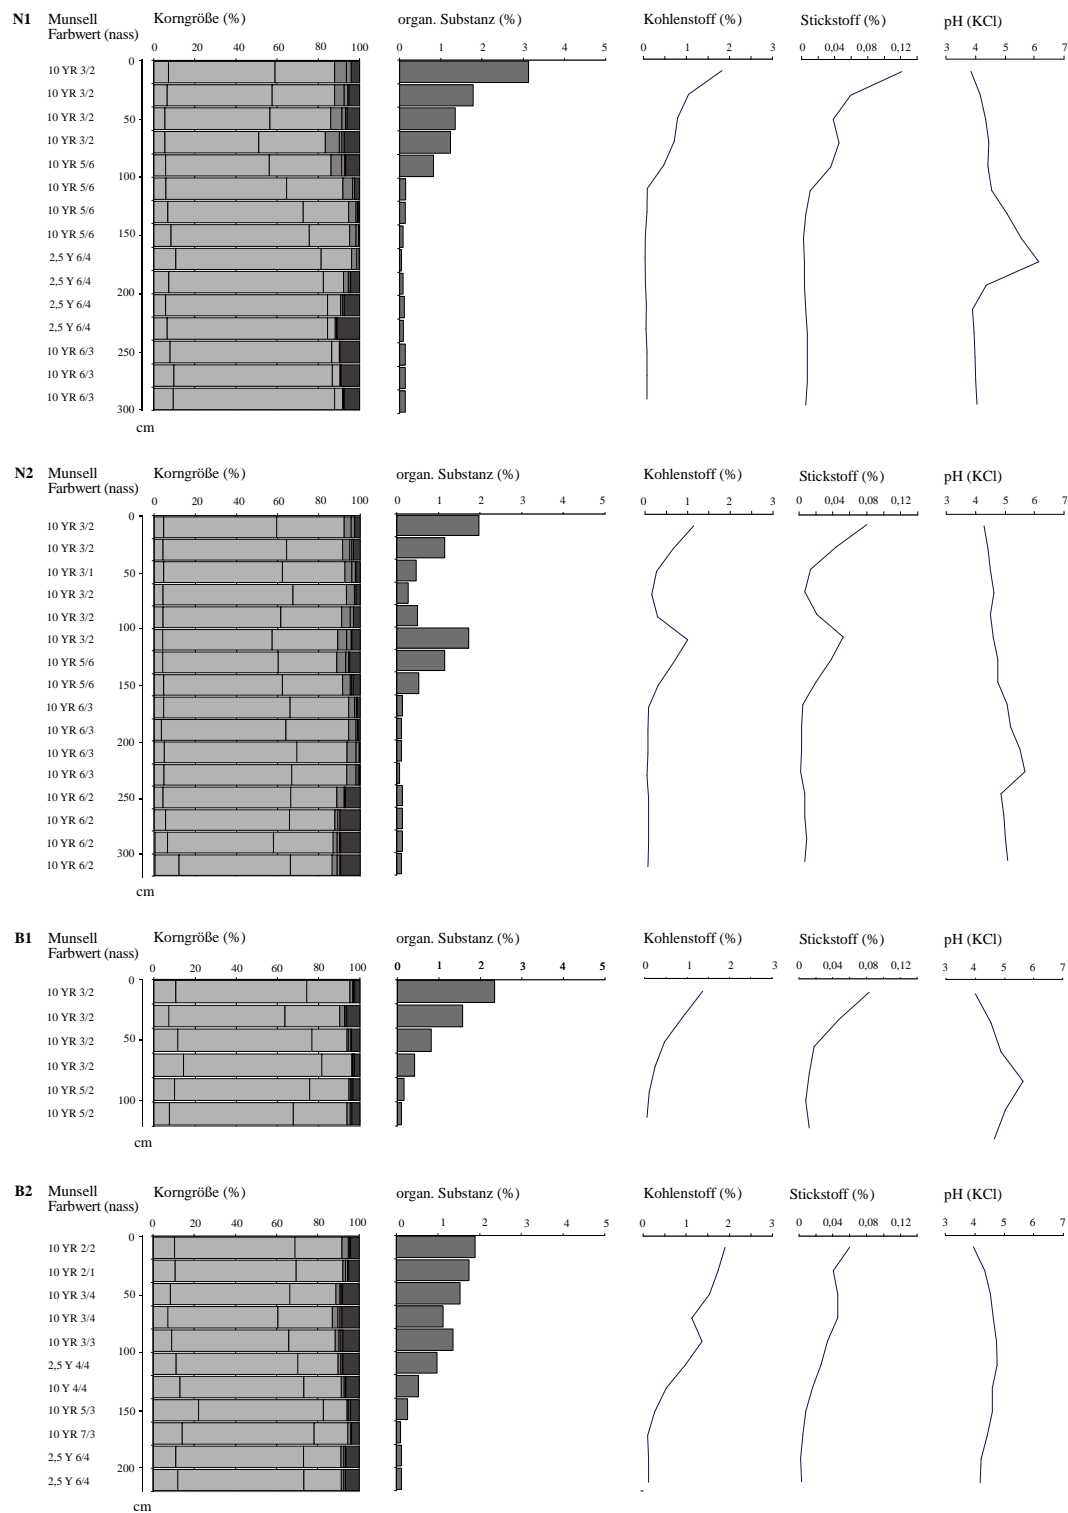 N1 Munsell Korngröße (%) organ. Substanz (%) Kohlenstoff (%) Stickstoff (%) pH (KCl)
Farbwert (nass)
0 20 40 60 80 100 0 1 2 3 4 5 0 1 2 3 0 0,04 0,08 0,12 3 4 5 6 7
0
10 YR 3/2
10 YR 3/2
10 YR 3/2
50
10 YR 3/2
10 YR 5/6
100
10 YR 5/6
10 YR 5/6
10 YR 5/6
150
2,5 Y 6/4
2,5 Y 6/4
200
2,5 Y 6/4
2,5 Y 6/4
10 YR 6/3
250
10 YR 6/3
10 YR 6/3
300
cm
N2 Munsell Korngröße (%) organ. Substanz (%) Kohlenstoff (%) Stickstoff (%) pH (KCl)
Farbwert (nass)
0 20 40 60 80 100 0 1 2 3 4 5 0 1 2 3 0 0,04 0,08 0,12 3 4 5 6 7
0
10 YR 3/2
10 YR 3/2
10 YR 3/1
50
10 YR 3/2
10 YR 3/2
100
10 YR 3/2
10 YR 5/6
10 YR 5/6
150
10 YR 6/3
10 YR 6/3
200
10 YR 6/3
10 YR 6/3
10 YR 6/2
250
10 YR 6/2
10 YR 6/2
300
10 YR 6/2
cm
B1 Munsell Korngröße (%) organ. Substanz (%) Kohlenstoff (%) Stickstoff (%) pH (KCl)
Farbwert (nass)
0 20 40 60 80 100 0 1 2 3 4 5 0 1 2 3 0 0,04 0,08 0,12 3 4 5 6 7
0
10 YR 3/2
10 YR 3/2
50
10 YR 3/2
10 YR 3/2
10 YR 5/2
100
10 YR 5/2
cm
B2 Munsell Korngröße (%) organ. Substanz (%) Kohlenstoff (%) Stickstoff (%) pH (KCl)
Farbwert (nass)
0 20 40 60 80 100 0 1 2 3 4 5 0 1 2 3 0 0,04 0,08 0,12 3 4 5 6 7
0
10 YR 2/2
10 YR 2/1
50
10 YR 3/4
10 YR 3/4
10 YR 3/3
100
2,5 Y 4/4
10 Y 4/4
10 YR 5/3
150
10 YR 7/3
2,5 Y 6/4
200
2,5 Y 6/4
cm